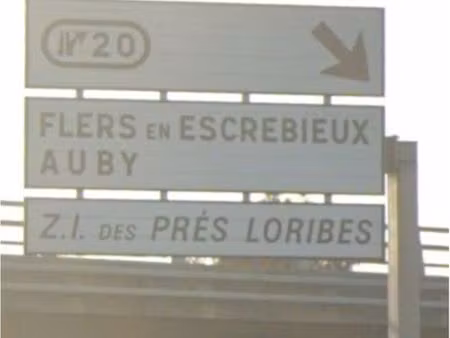 20
FLERS EN ESCREBIEUX
AUBY
Z.I. DES PRÉS LORIBES